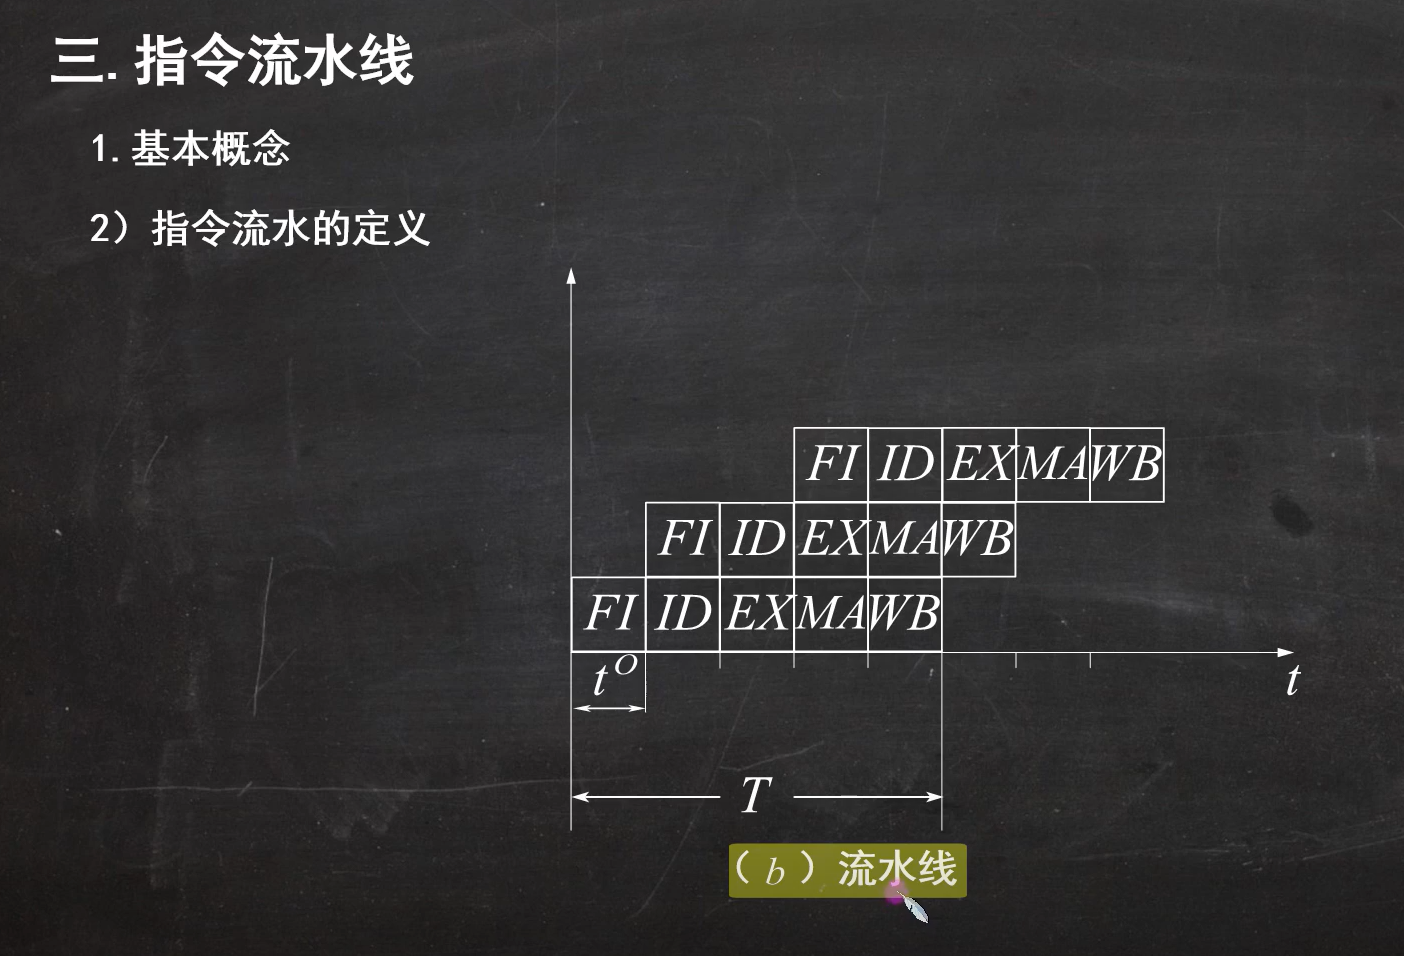 三.指令流水线
1.基本概念
2）指令流水的定义
FI ID EX MA WB
FI ID EX MA WB
FI ID EX MA WB
t°
t
T
（b）流水线